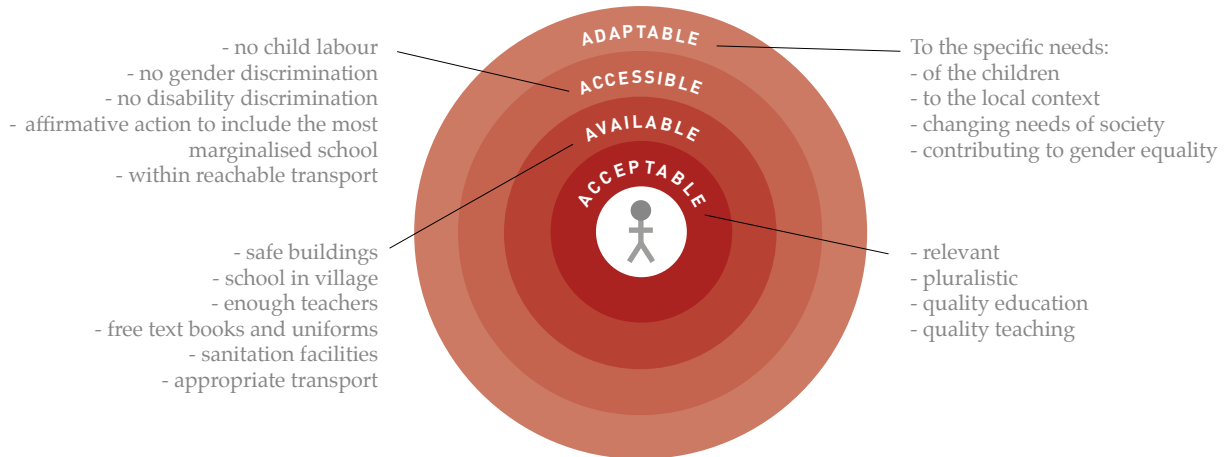 ADAPTABLE
ACCESSIBLE
AVAILABLE
ACCEPTABLE
- no child labour
- no gender discrimination
- no disability discrimination
- affirmative action to include the most
marginalised school
- within reachable transport
- safe buildings
- school in village
- enough teachers
- free text books and uniforms
- sanitation facilities
- appropriate transport
To the specific needs:
- of the children
- to the local context
- changing needs of society
- contributing to gender equality
- relevant
- pluralistic
- quality education
- quality teaching